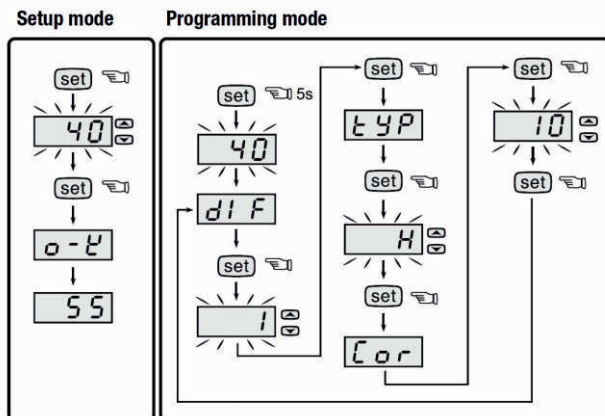 Setup mode
Programming mode
set
40
set
o-t
55
set 5s
40
dIF
set
1
set
tYP
set
H
set
Cor
set
10
set